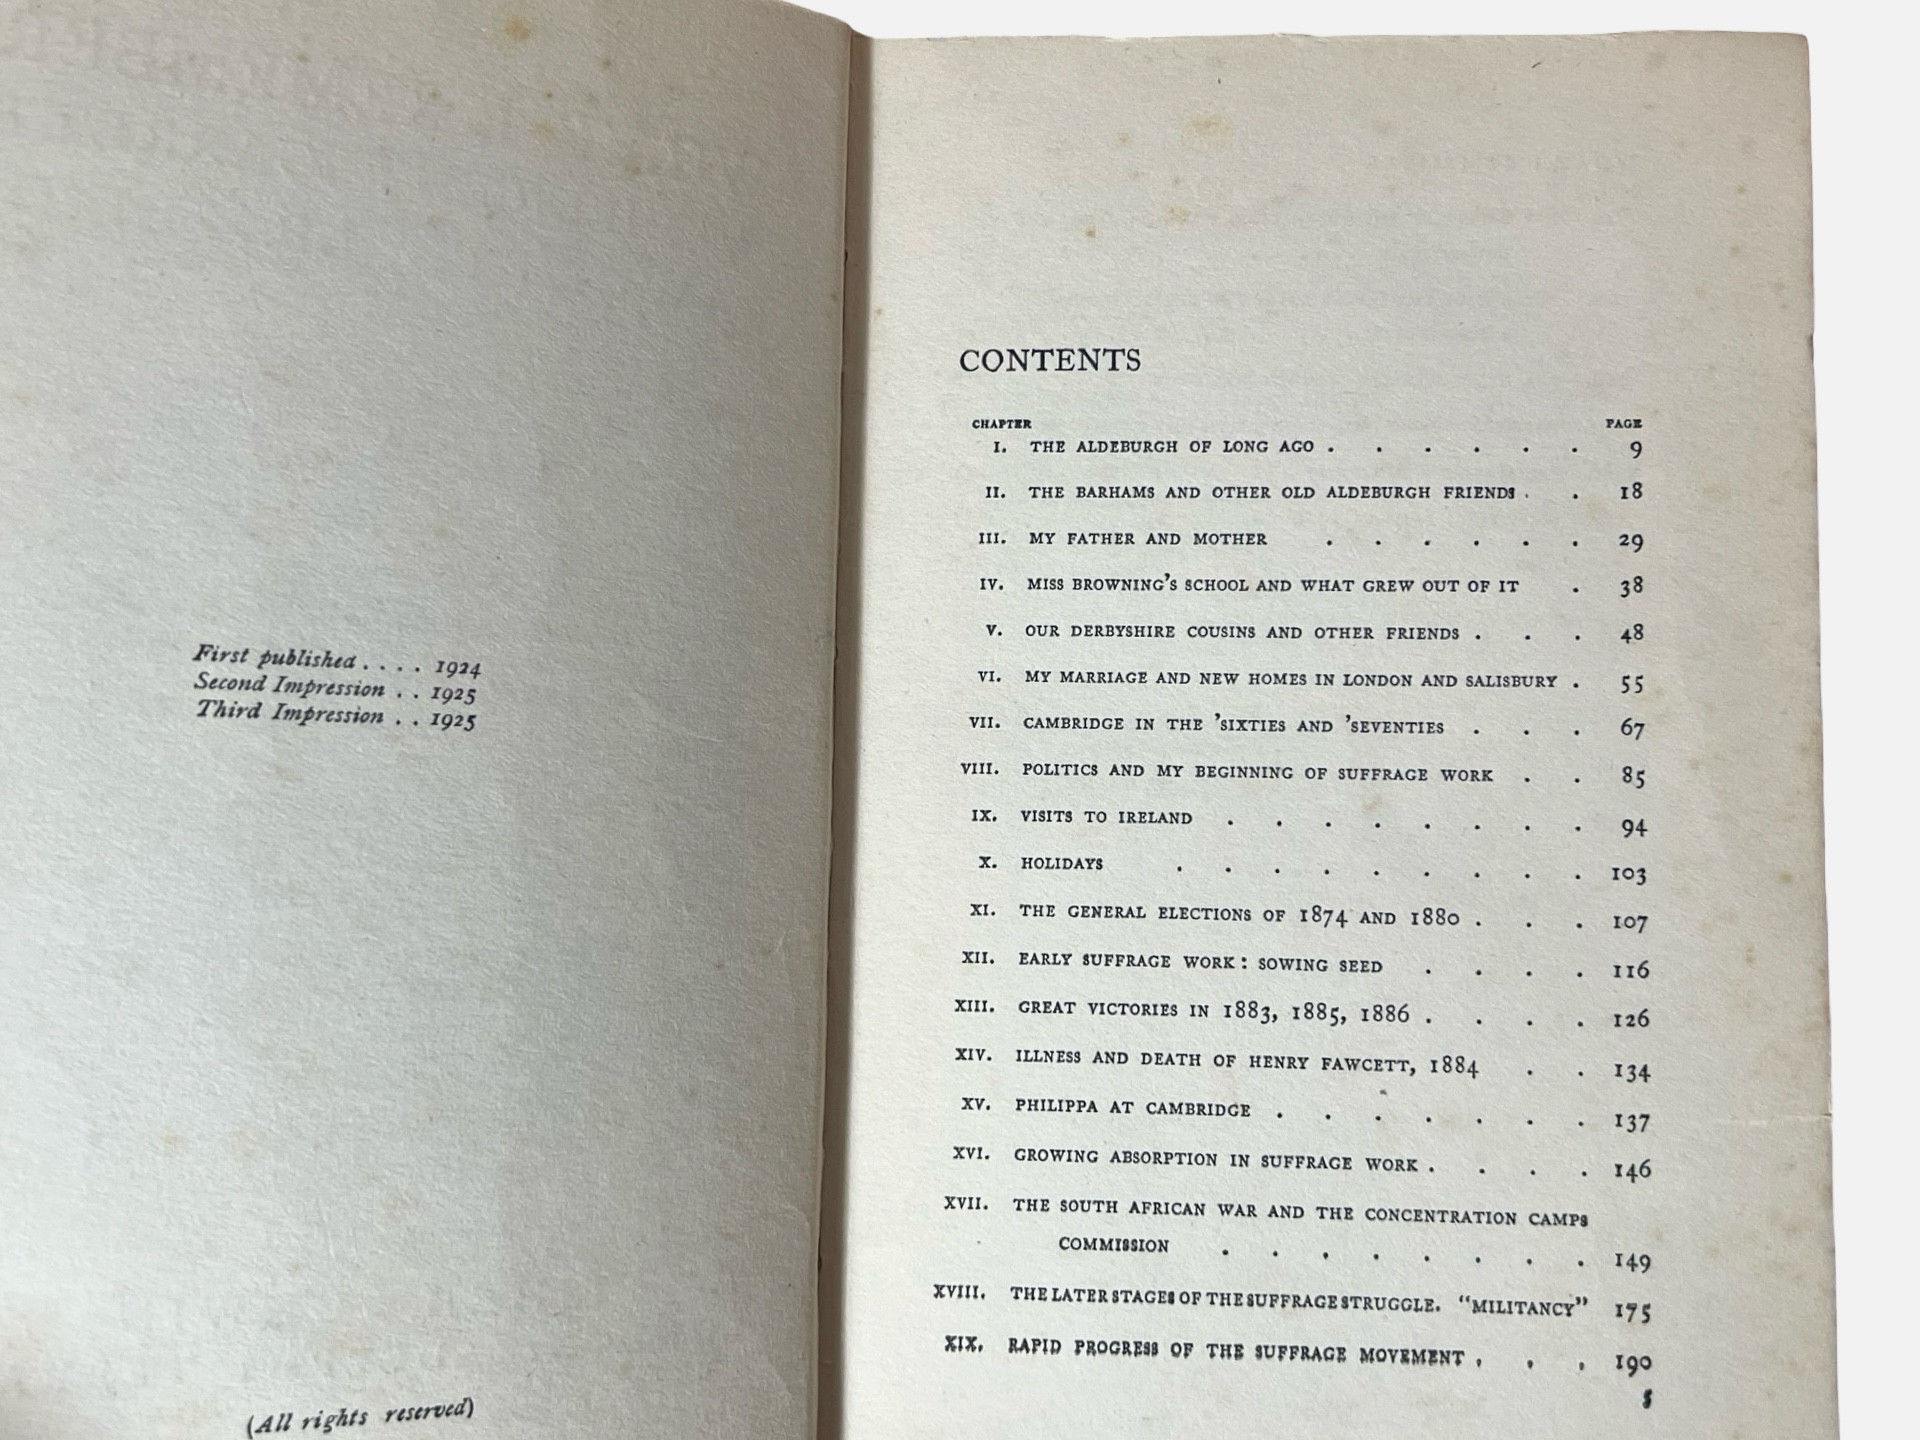 First published . . . . 1924
Second Impression . . 1925
Third Impression . . 1925
(All rights reserved)
CONTENTS
CHAPTER PAGE
I. THE ALDEBURGH OF LONG AGO . . . . . . 9
II. THE BARHAMS AND OTHER OLD ALDEBURGH FRIENDS . . 18
III. MY FATHER AND MOTHER . . . . . . 29
IV. MISS BROWNING'S SCHOOL AND WHAT GREW OUT OF IT . 38
V. OUR DERBYSHIRE COUSINS AND OTHER FRIENDS . . . 48
VI. MY MARRIAGE AND NEW HOMES IN LONDON AND SALISBURY . 55
VII. CAMBRIDGE IN THE 'SIXTIES AND 'SEVENTIES . . . 67
VIII. POLITICS AND MY BEGINNING OF SUFFRAGE WORK . . 85
IX. VISITS TO IRELAND . . . . . . . . 94
X. HOLIDAYS . . . . . . . . . 103
XI. THE GENERAL ELECTIONS OF 1874 AND 1880 . . . 107
XII. EARLY SUFFRAGE WORK: SOWING SEED . . . . 116
XIII. GREAT VICTORIES IN 1883, 1885, 1886 . . . . 126
XIV. ILLNESS AND DEATH OF HENRY FAWCETT, 1884 . . 134
XV. PHILIPPA AT CAMBRIDGE . . . . . . . 137
XVI. GROWING ABSORPTION IN SUFFRAGE WORK . . . . 146
XVII. THE SOUTH AFRICAN WAR AND THE CONCENTRATION CAMPS
COMMISSION . . . . . . . . 149
XVIII. THE LATER STAGES OF THE SUFFRAGE STRUGGLE. "MILITANCY" 175
XIX. RAPID PROGRESS OF THE SUFFRAGE MOVEMENT . . . 190